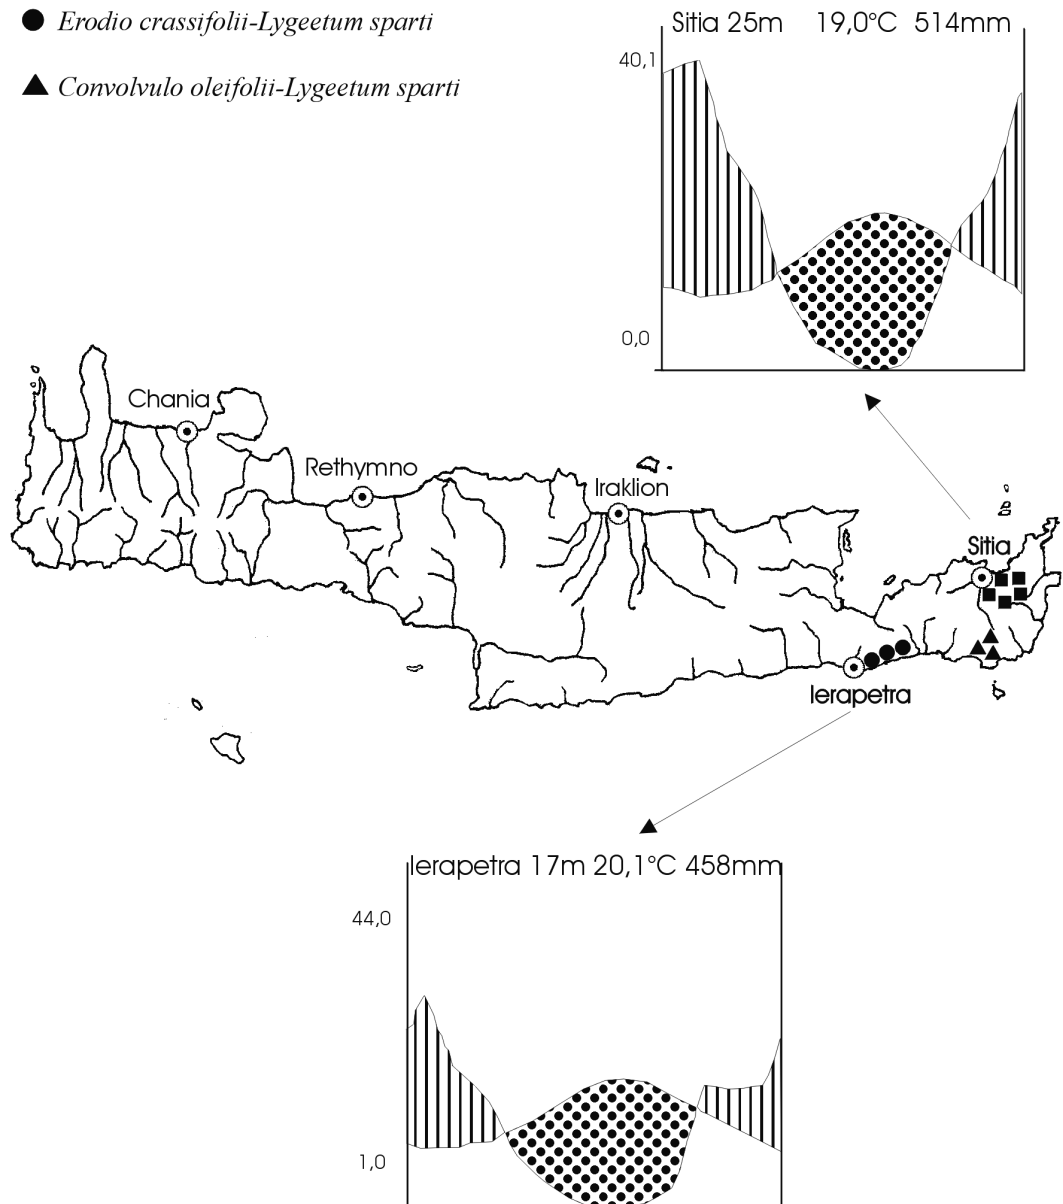 Erodio crassifolii-Lygeetum sparti
Convolvulo oleifolii-Lygeetum sparti
Sitia 25m 19,0°C 514mm
40,1
0,0
Chania
Rethymno
Iraklion
Sitia
Ierapetra
Ierapetra 17m 20,1°C 458mm
44,0
1,0